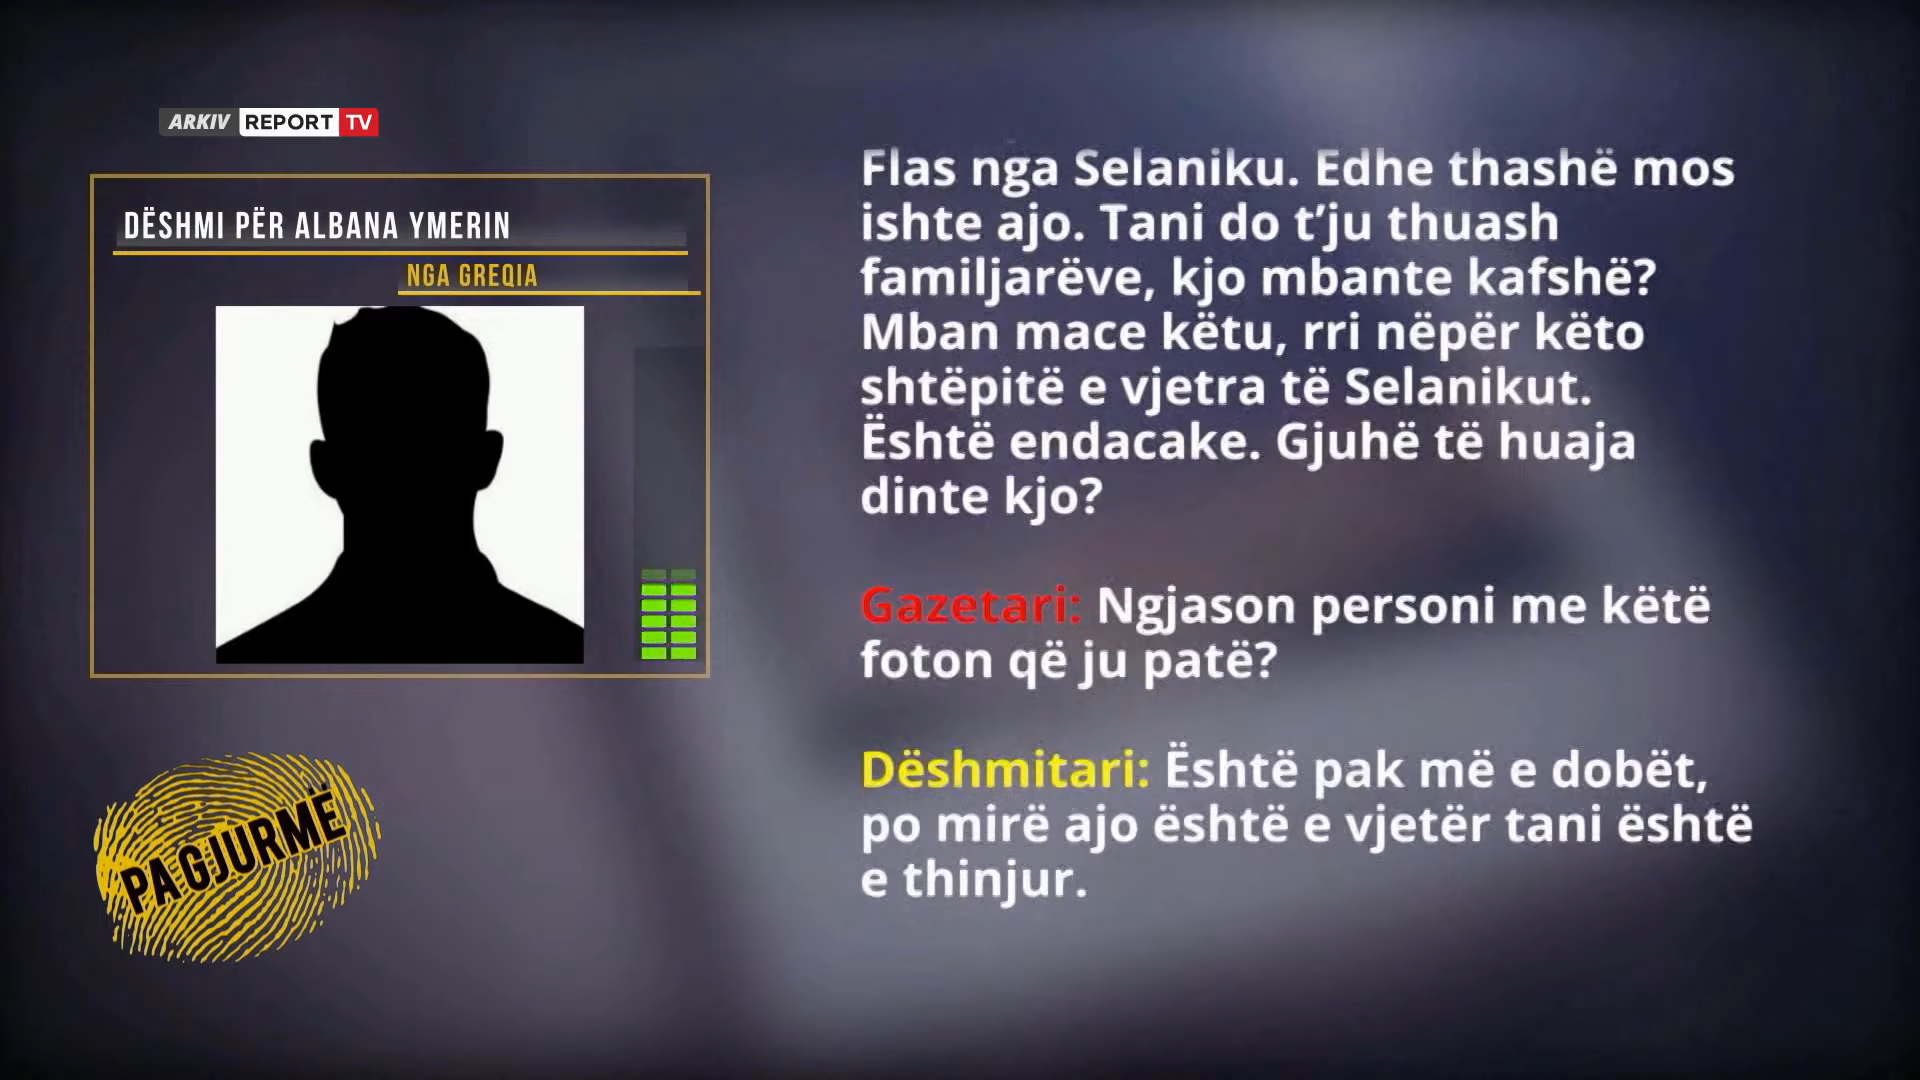 ARKIV REPORT TV
DËSHMI PËR ALBANA YMERIN
NGA GREQIA
PA GJURMË
Flas nga Selaniku. Edhe thashë mos
ishte ajo. Tani do t’ju thuash
familjarëve, kjo mbante kafshë?
Mban mace këtu, rri nëpër këto
shtëpitë e vjetra të Selanikut.
Është endacake. Gjuhë të huaja
dinte kjo?
Gazetari: Ngjason personi me këtë
foton që ju patë?
Dëshmitari: Është pak më e dobët,
po mirë ajo është e vjetër tani është
e thinjur.